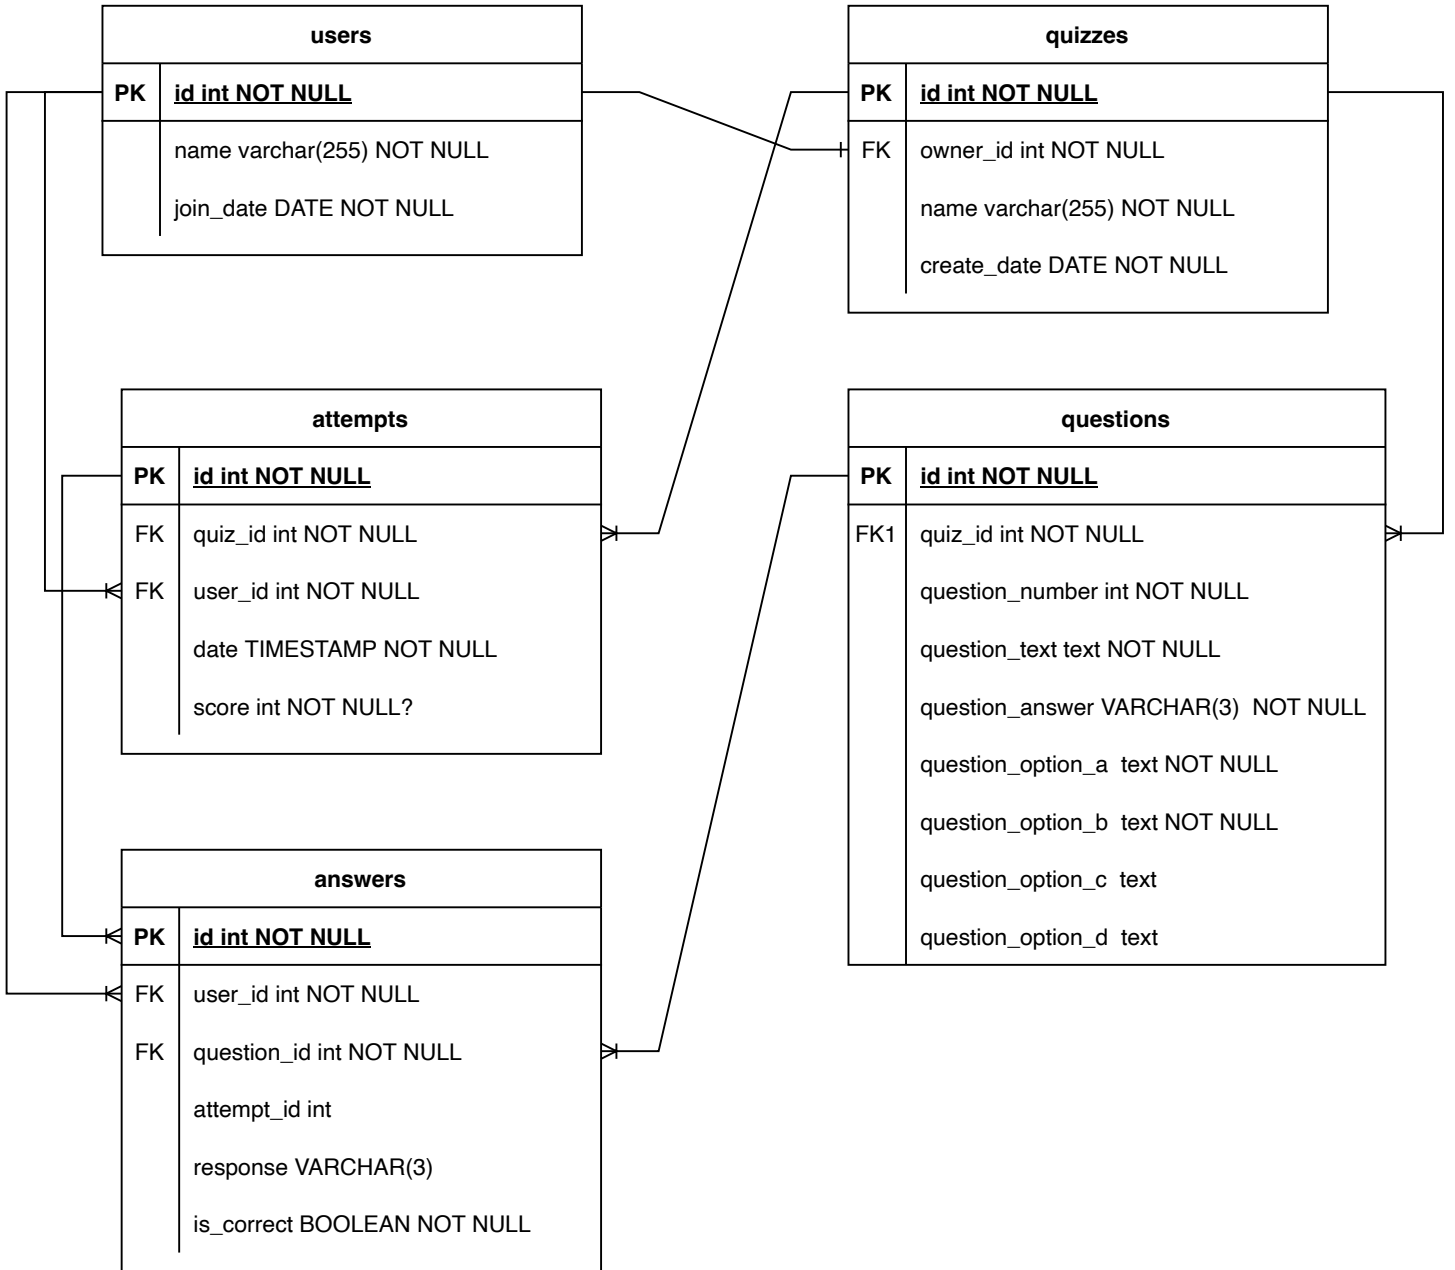 users
PK id int NOT NULL
name varchar(255) NOT NULL
join_date DATE NOT NULL
quizzes
PK id int NOT NULL
FK owner_id int NOT NULL
name varchar(255) NOT NULL
create_date DATE NOT NULL
attempts
PK id int NOT NULL
FK quiz_id int NOT NULL
FK user_id int NOT NULL
date TIMESTAMP NOT NULL
score int NOT NULL?
questions
PK id int NOT NULL
FK1 quiz_id int NOT NULL
question_number int NOT NULL
question_text text NOT NULL
question_answer VARCHAR(3)  NOT NULL
question_option_a  text NOT NULL
question_option_b  text NOT NULL
question_option_c  text
question_option_d  text
answers
PK id int NOT NULL
FK user_id int NOT NULL
FK question_id int NOT NULL
attempt_id int
response VARCHAR(3)
is_correct BOOLEAN NOT NULL